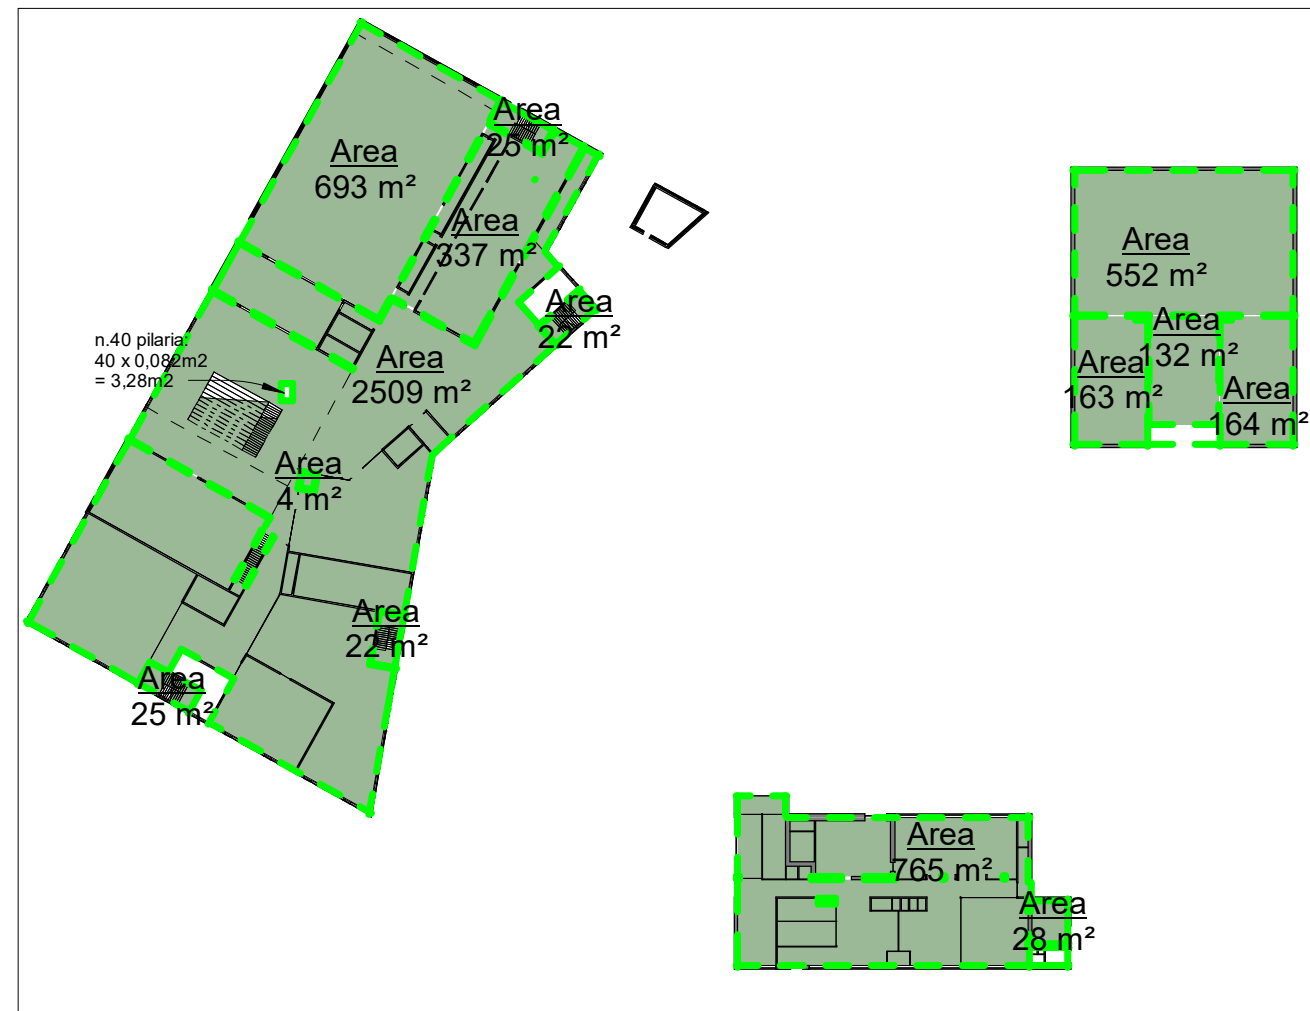 Area
25 m²
Area
693 m²
Area
337 m²
Area
22 m²
n.40 pilaria:
40 x 0,082m2
= 3,28m2
Area
2509 m²
Area
4 m²
Area
22 m²
Area
25 m²
Area
552 m²
Area
132 m²
Area
163 m²
Area
164 m²
Area
765 m²
Area
28 m²